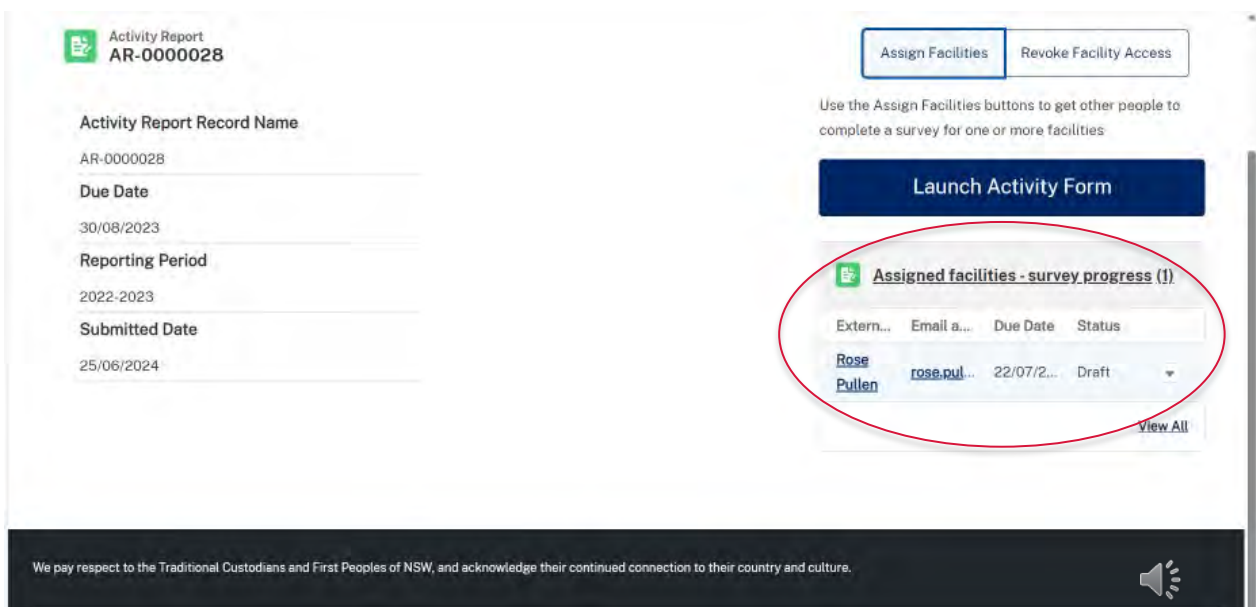 Activity Report
AR-0000028
Assign Facilities
Revoke Facility Access
Use the Assign Facilities buttons to get other people to
complete a survey for one or more facilities
Launch Activity Form
Activity Report Record Name
AR-0000028
Due Date
30/08/2023
Reporting Period
2022-2023
Submitted Date
25/06/2024
Assigned facilities - survey progress (1)
Extern... Email a... Due Date Status
Rose
Pullen
rose.pul... 22/07/2... Draft
View All
We pay respect to the Traditional Custodians and First Peoples of NSW, and acknowledge their continued connection to their country and culture.